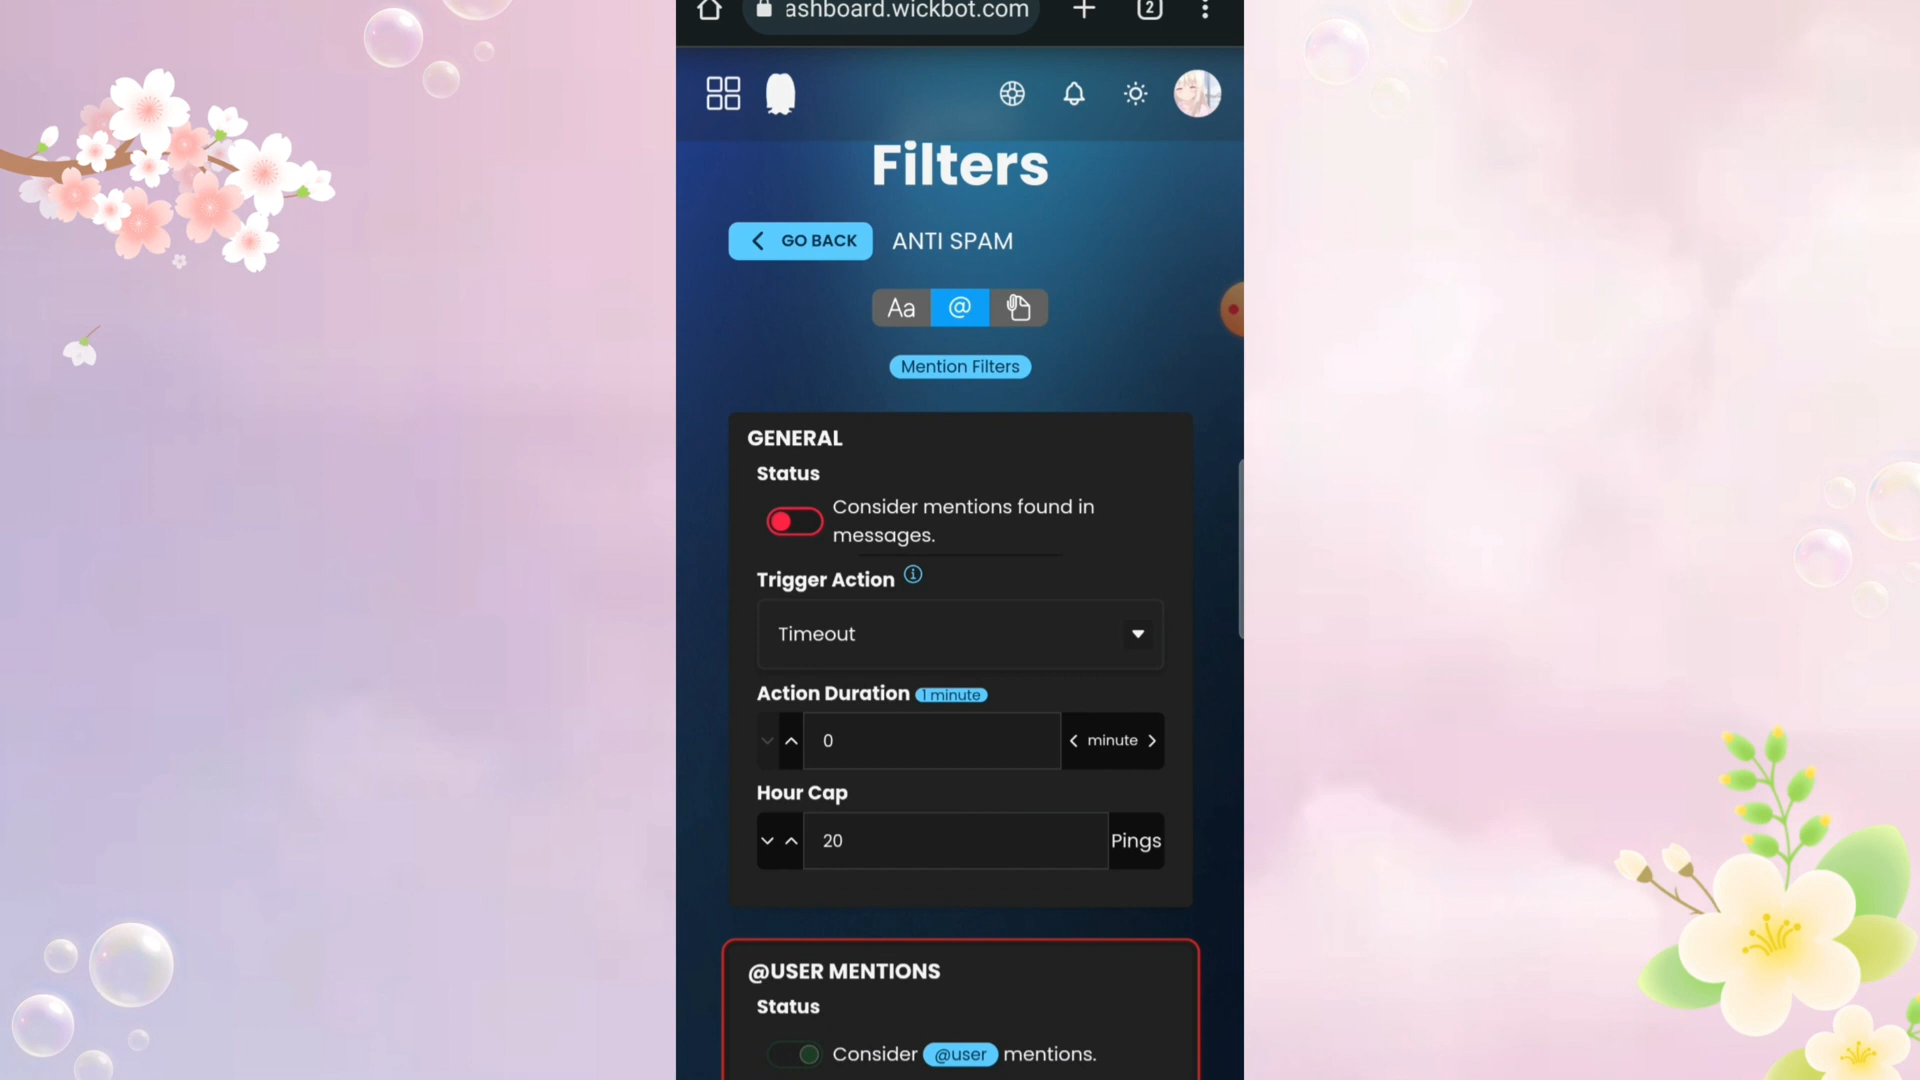 ashboard.wickbot.com
2
Filters
GO BACK
ANTI SPAM
Aa
@
Mention Filters
GENERAL
Status
Consider mentions found in
messages.
Trigger Action
Timeout
Action Duration 1 minute
0
minute
Hour Cap
20
Pings
@USER MENTIONS
Status
Consider @user mentions.